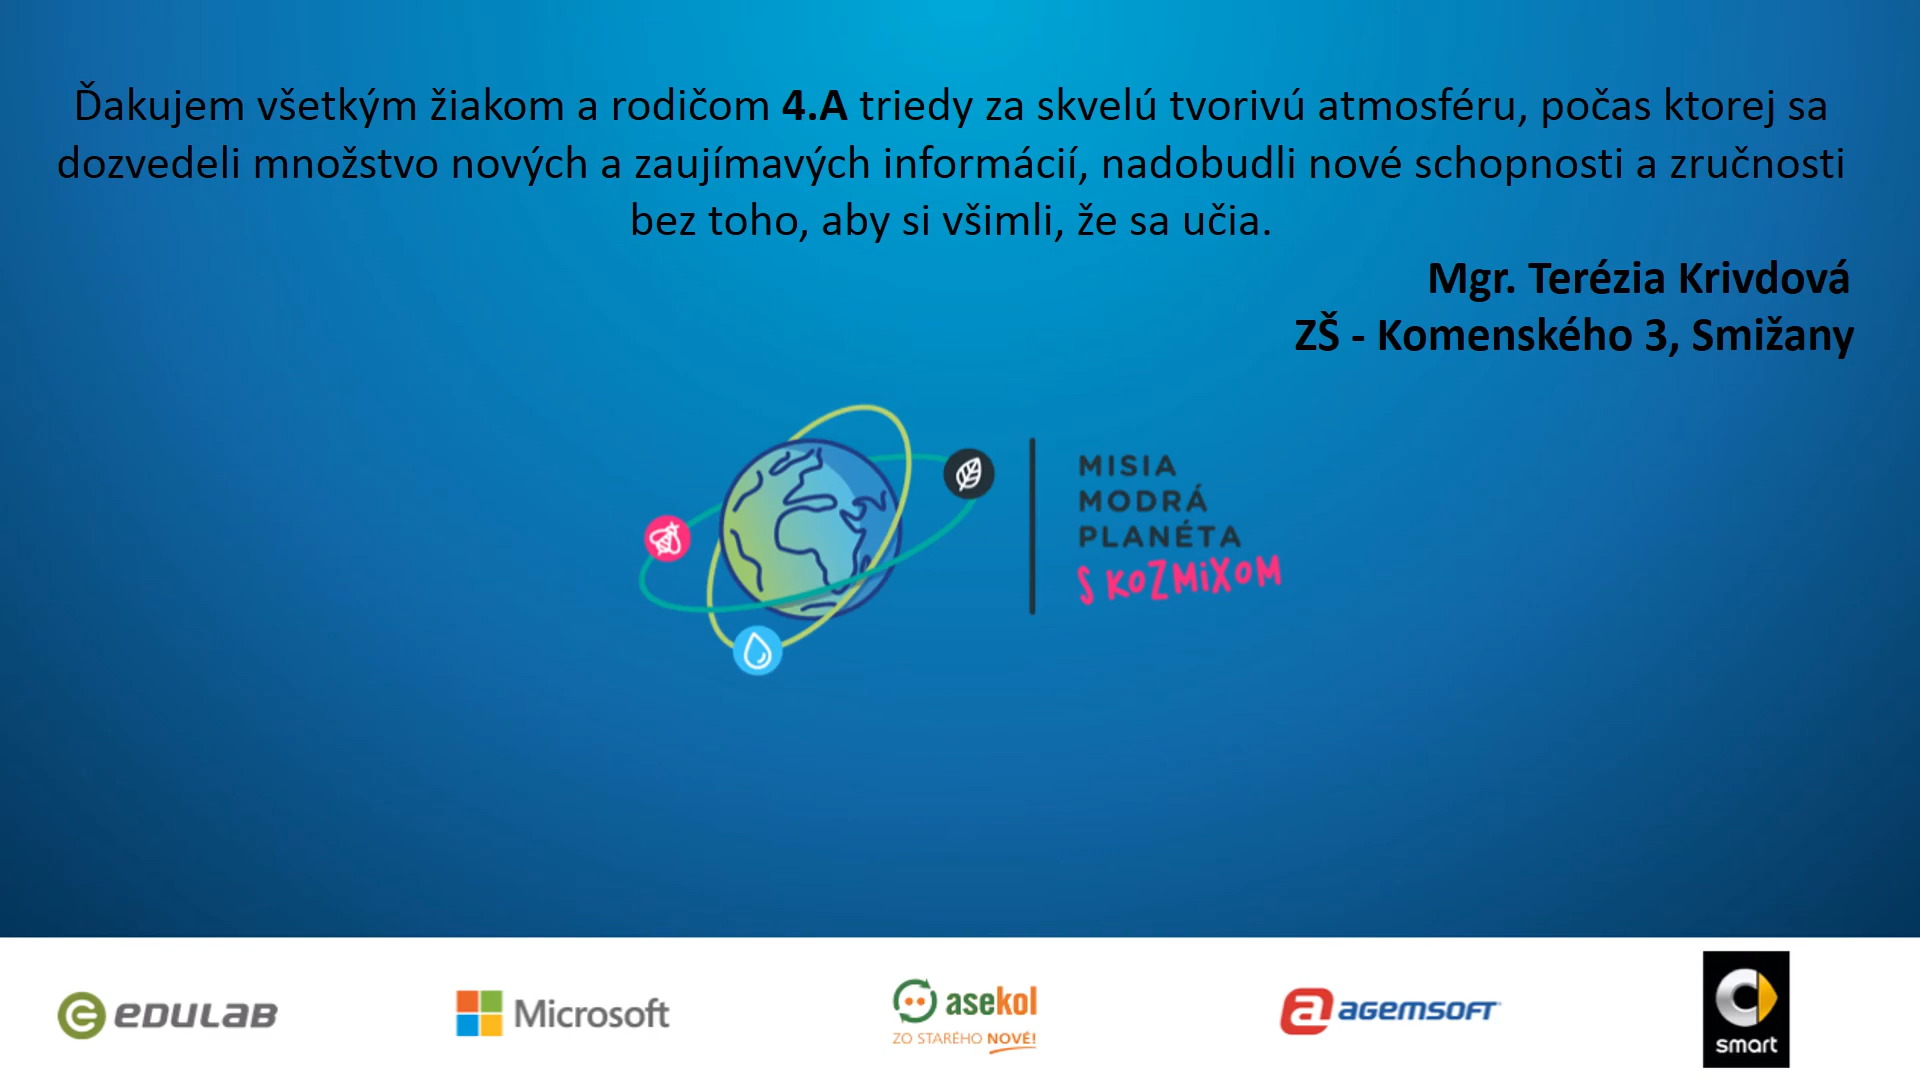 Ďakujem všetkým žiakom a rodičom 4.A triedy za skvelú tvorivú atmosféru, počas ktorej sa
dozvedeli množstvo nových a zaujímavých informácií, nadobudli nové schopnosti a zručnosti
bez toho, aby si všimli, že sa učia.
Mgr. Terézia Krivdová
ZŠ - Komenského 3, Smižany
MISIA
MODRÁ
PLANÉTA
S KOZMiXOM
EDULAB
Microsoft
asekol
ZO STARÉHO NOVÉ!
AGEMSOFT
smart